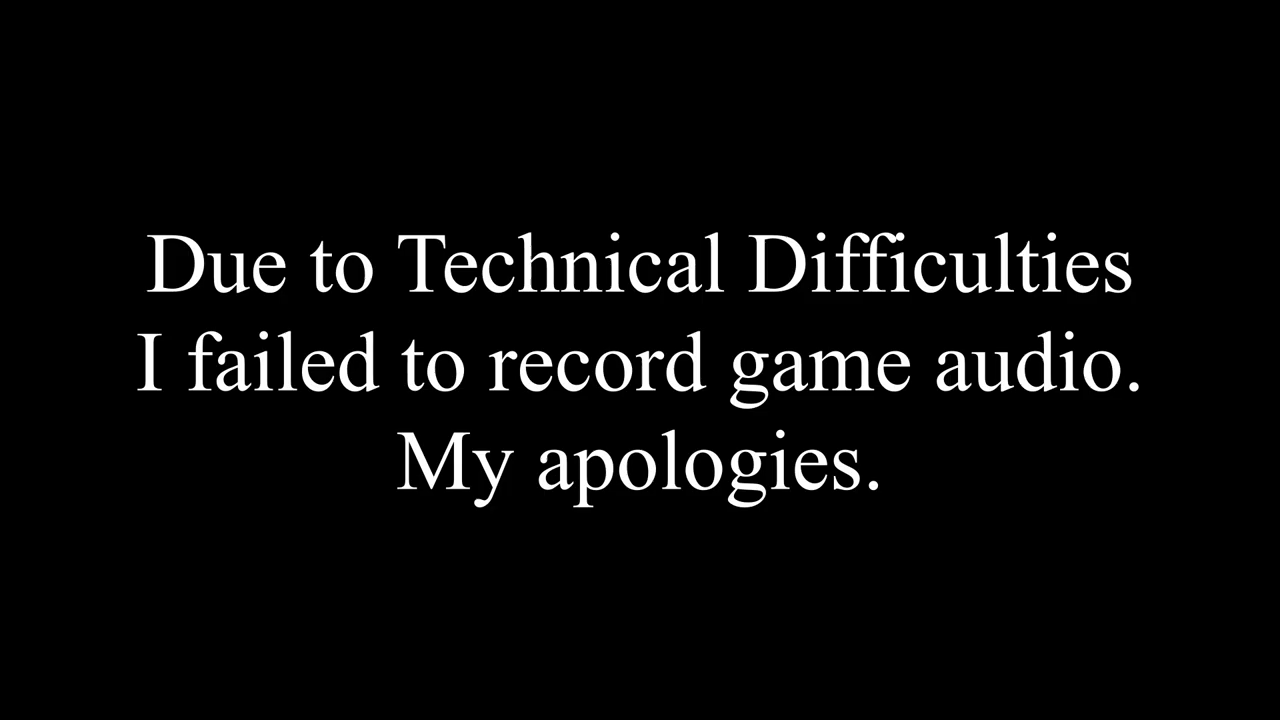 Due to Technical Difficulties
I failed to record game audio.
My apologies.